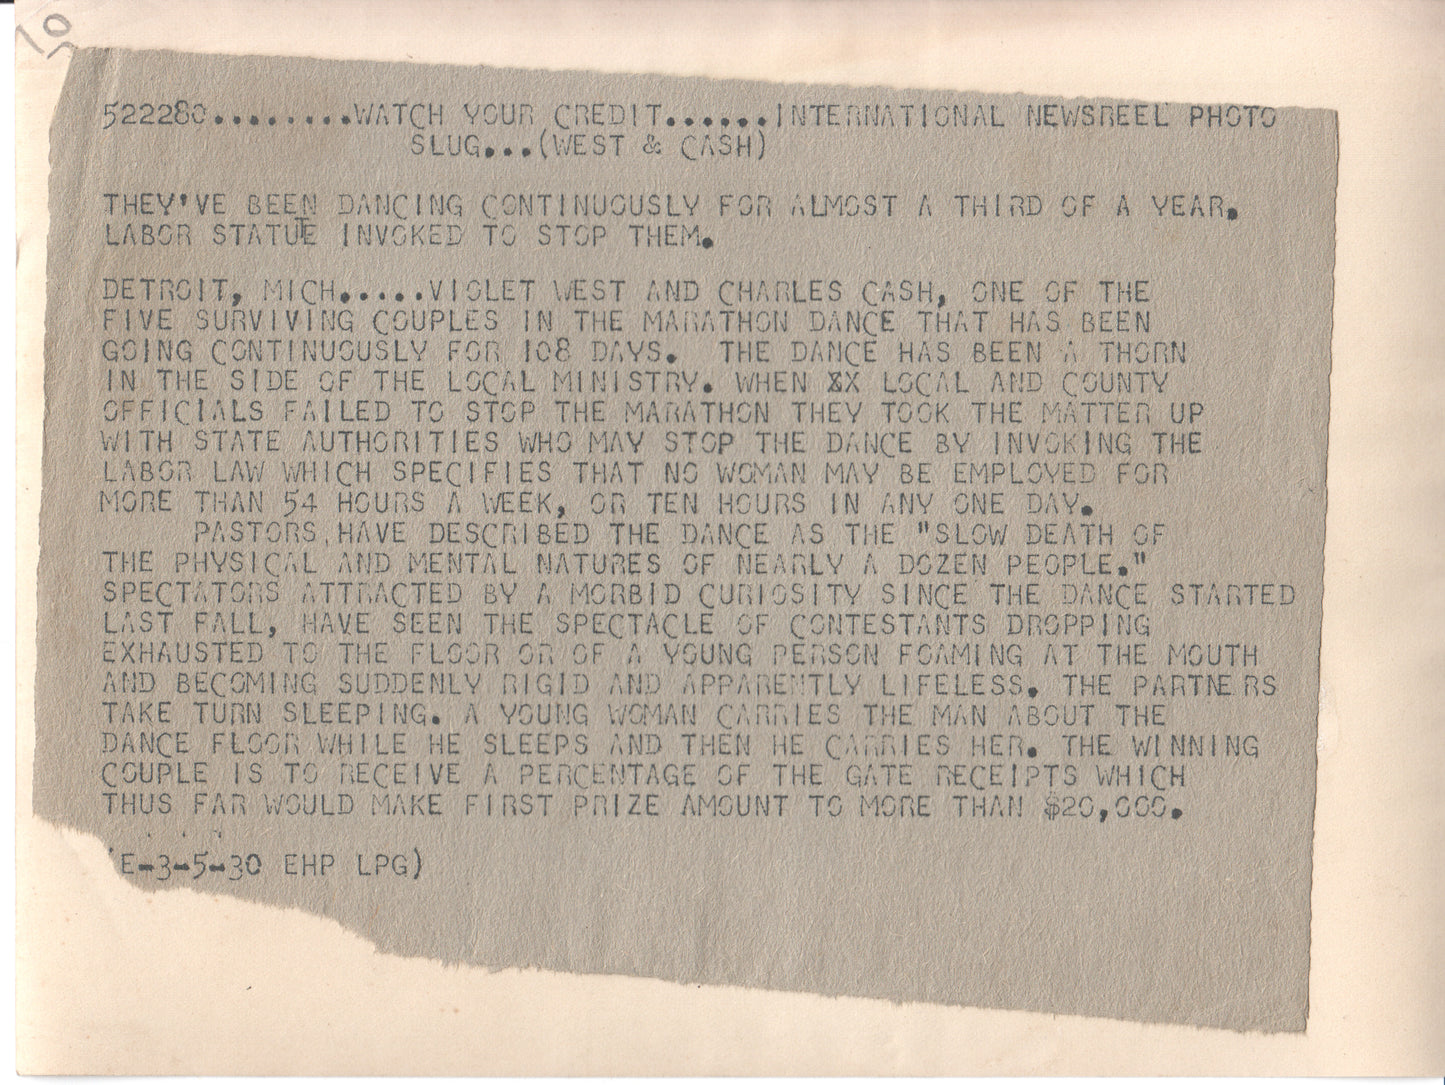 10
522280.........WATCH YOUR CREDIT......INTERNATIONAL NEWSREEL PHOTO
SLUG...(WEST & CASH)
THEY'VE BEEN DANCING CONTINUOUSLY FOR ALMOST A THIRD OF A YEAR.
LABOR STATUTE INVOKED TO STOP THEM.
DETROIT, MICH.....VIOLET WEST AND CHARLES CASH, ONE OF THE
FIVE SURVIVING COUPLES IN THE MARATHON DANCE THAT HAS BEEN
GOING CONTINUOUSLY FOR 108 DAYS. THE DANCE HAS BEEN A THORN
IN THE SIDE OF THE LOCAL MINISTRY. WHEN XX LOCAL AND COUNTY
OFFICIALS FAILED TO STOP THE MARATHON THEY TOOK THE MATTER UP
WITH STATE AUTHORITIES WHO MAY STOP THE DANCE BY INVOKING THE
LABOR LAW WHICH SPECIFIES THAT NO WOMAN MAY BE EMPLOYED FOR
MORE THAN 54 HOURS A WEEK, OR TEN HOURS IN ANY ONE DAY.
PASTORS HAVE DESCRIBED THE DANCE AS THE "SLOW DEATH OF
THE PHYSICAL AND MENTAL NATURES OF NEARLY A DOZEN PEOPLE."
SPECTATORS ATTRACTED BY A MORBID CURIOSITY SINCE THE DANCE STARTED
LAST FALL, HAVE SEEN THE SPECTACLE OF CONTESTANTS DROPPING
EXHAUSTED TO THE FLOOR OR OF A YOUNG PERSON FOAMING AT THE MOUTH
AND BECOMING SUDDENLY RIGID AND APPARENTLY LIFELESS. THE PARTNERS
TAKE TURN SLEEPING. A YOUNG WOMAN CARRIES THE MAN ABOUT THE
DANCE FLOOR WHILE HE SLEEPS AND THEN HE CARRIES HER. THE WINNING
COUPLE IS TO RECEIVE A PERCENTAGE OF THE GATE RECEIPTS WHICH
THUS FAR WOULD MAKE FIRST PRIZE AMOUNT TO MORE THAN $20,000.
(E-3-5-30 EHP LPG)